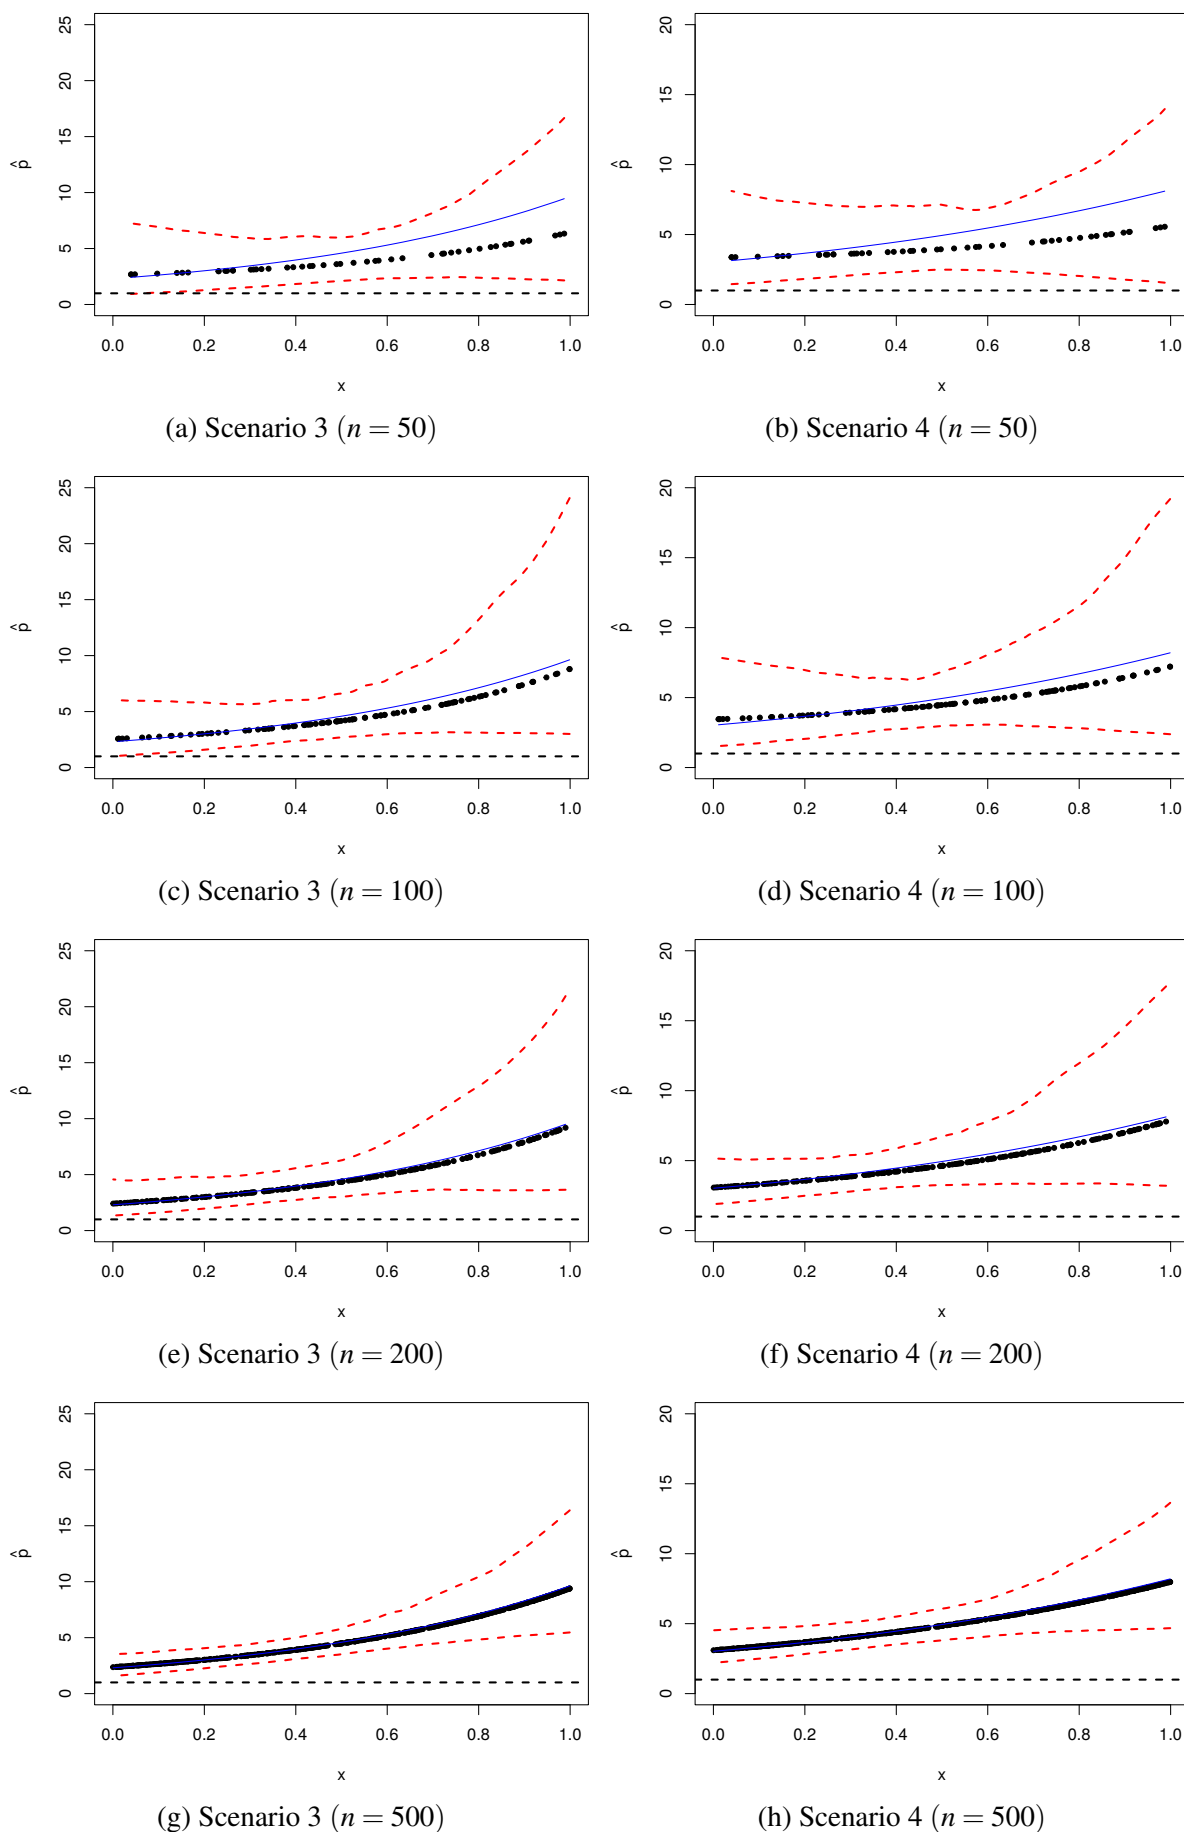 0 5 10 15 20 25
p̂
0.0 0.2 0.4 0.6 0.8 1.0
x
(a) Scenario 3 (n = 50)
0 5 10 15 20
p̂
0.0 0.2 0.4 0.6 0.8 1.0
x
(b) Scenario 4 (n = 50)
0 5 10 15 20 25
p̂
0.0 0.2 0.4 0.6 0.8 1.0
x
(c) Scenario 3 (n = 100)
0 5 10 15 20
p̂
0.0 0.2 0.4 0.6 0.8 1.0
x
(d) Scenario 4 (n = 100)
0 5 10 15 20 25
p̂
0.0 0.2 0.4 0.6 0.8 1.0
x
(e) Scenario 3 (n = 200)
0 5 10 15 20
p̂
0.0 0.2 0.4 0.6 0.8 1.0
x
(f) Scenario 4 (n = 200)
0 5 10 15 20 25
p̂
0.0 0.2 0.4 0.6 0.8 1.0
x
(g) Scenario 3 (n = 500)
0 5 10 15 20
p̂
0.0 0.2 0.4 0.6 0.8 1.0
x
(h) Scenario 4 (n = 500)